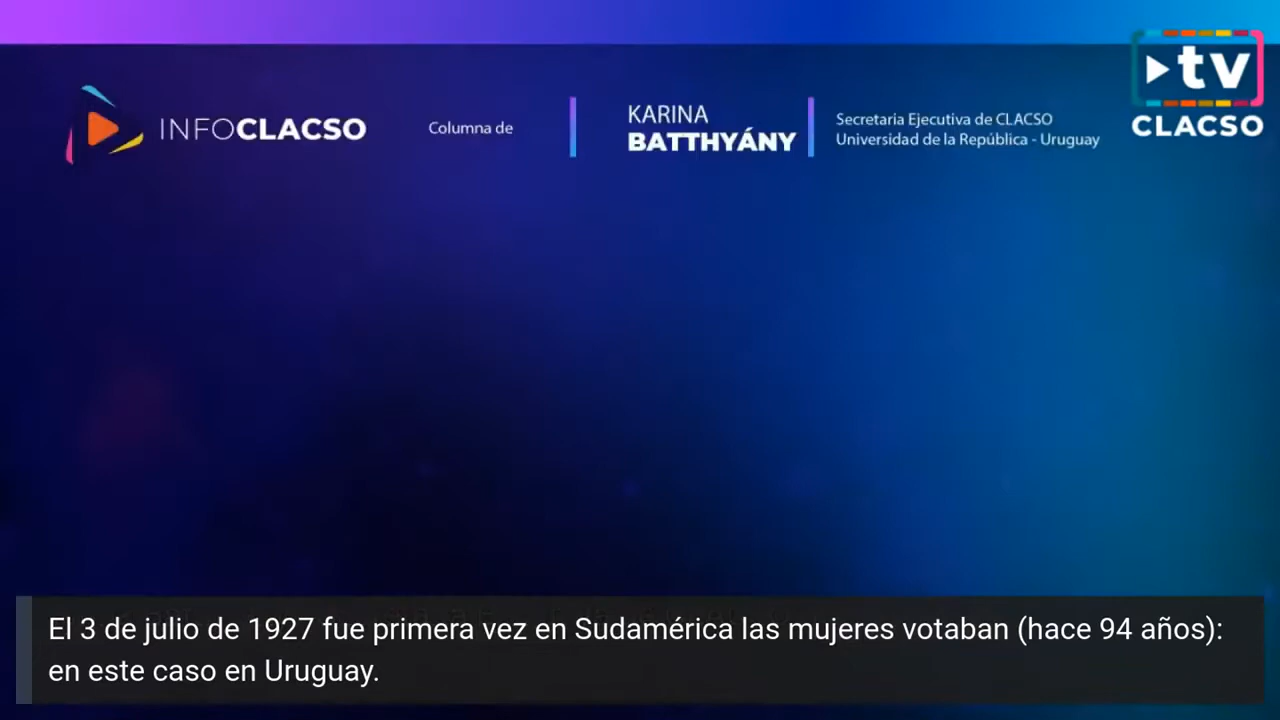 INFOCLACSO
Columna de
KARINA
BATTHYÁNY
Secretaria Ejecutiva de CLACSO
Universidad de la República - Uruguay
tv
CLACSO
El 3 de julio de 1927 fue primera vez en Sudamérica las mujeres votaban (hace 94 años):
en este caso en Uruguay.